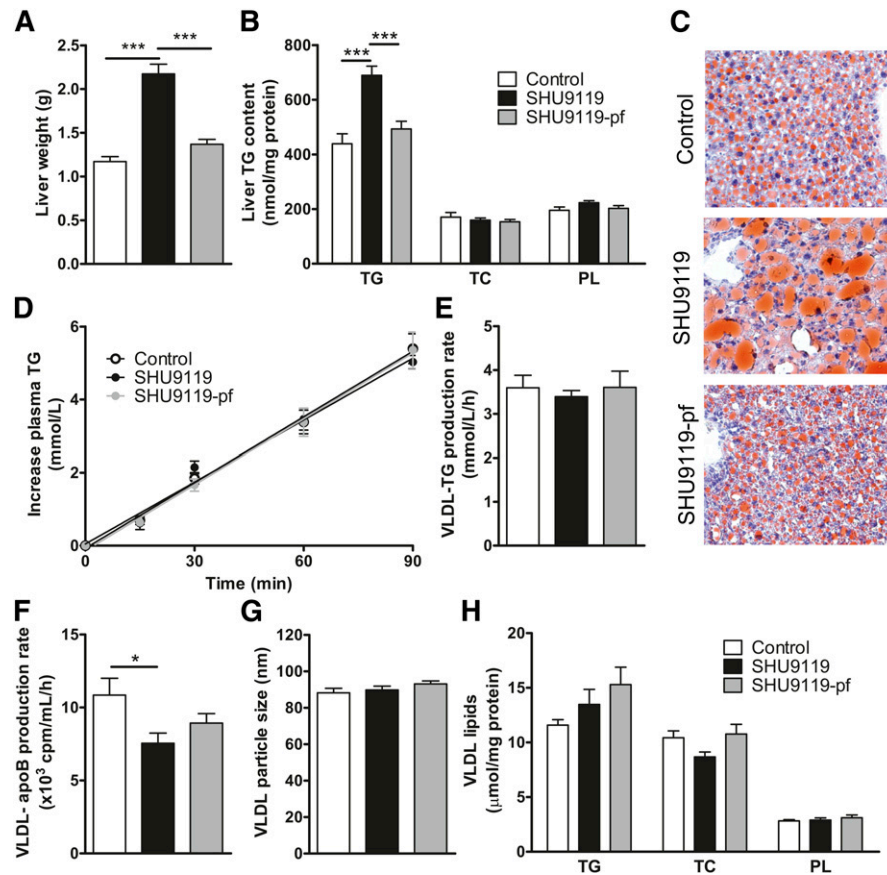 A
Liver weight (g)
2.5
2.0
1.5
1.0
0.5
0.0
***
***
B
Liver TG content
(nmol/mg protein)
800
600
400
200
0
***
***
Control
SHU9119
SHU9119-pf
TG
TC
PL
C
Control
SHU9119
SHU9119-pf
D
Increase plasma TG
(mmol/L)
6
4
2
0
Control
SHU9119
SHU9119-pf
0
30
60
90
Time (min)
E
VLDL-TG production rate
(mmol/L/h)
5
4
3
2
1
0
F
VLDL- apoB production rate
(x10³ cpm/mL/h)
15
10
5
0
*
G
VLDL particle size (nm)
120
100
80
60
40
20
0
H
VLDL lipids
(μmol/mg protein)
20
15
10
5
0
Control
SHU9119
SHU9119-pf
TG
TC
PL